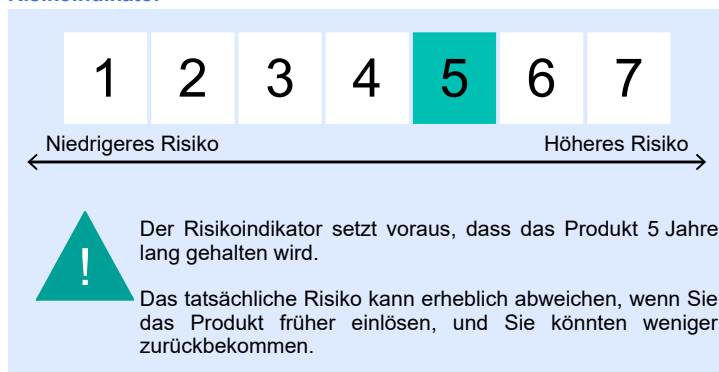 1 2 3 4 5 6 7
Niedrigeres Risiko Höheres Risiko
!
Der Risikoindikator setzt voraus, dass das Produkt 5 Jahre
lang gehalten wird.
Das tatsächliche Risiko kann erheblich abweichen, wenn Sie
das Produkt früher einlösen, und Sie könnten weniger
zurückbekommen.